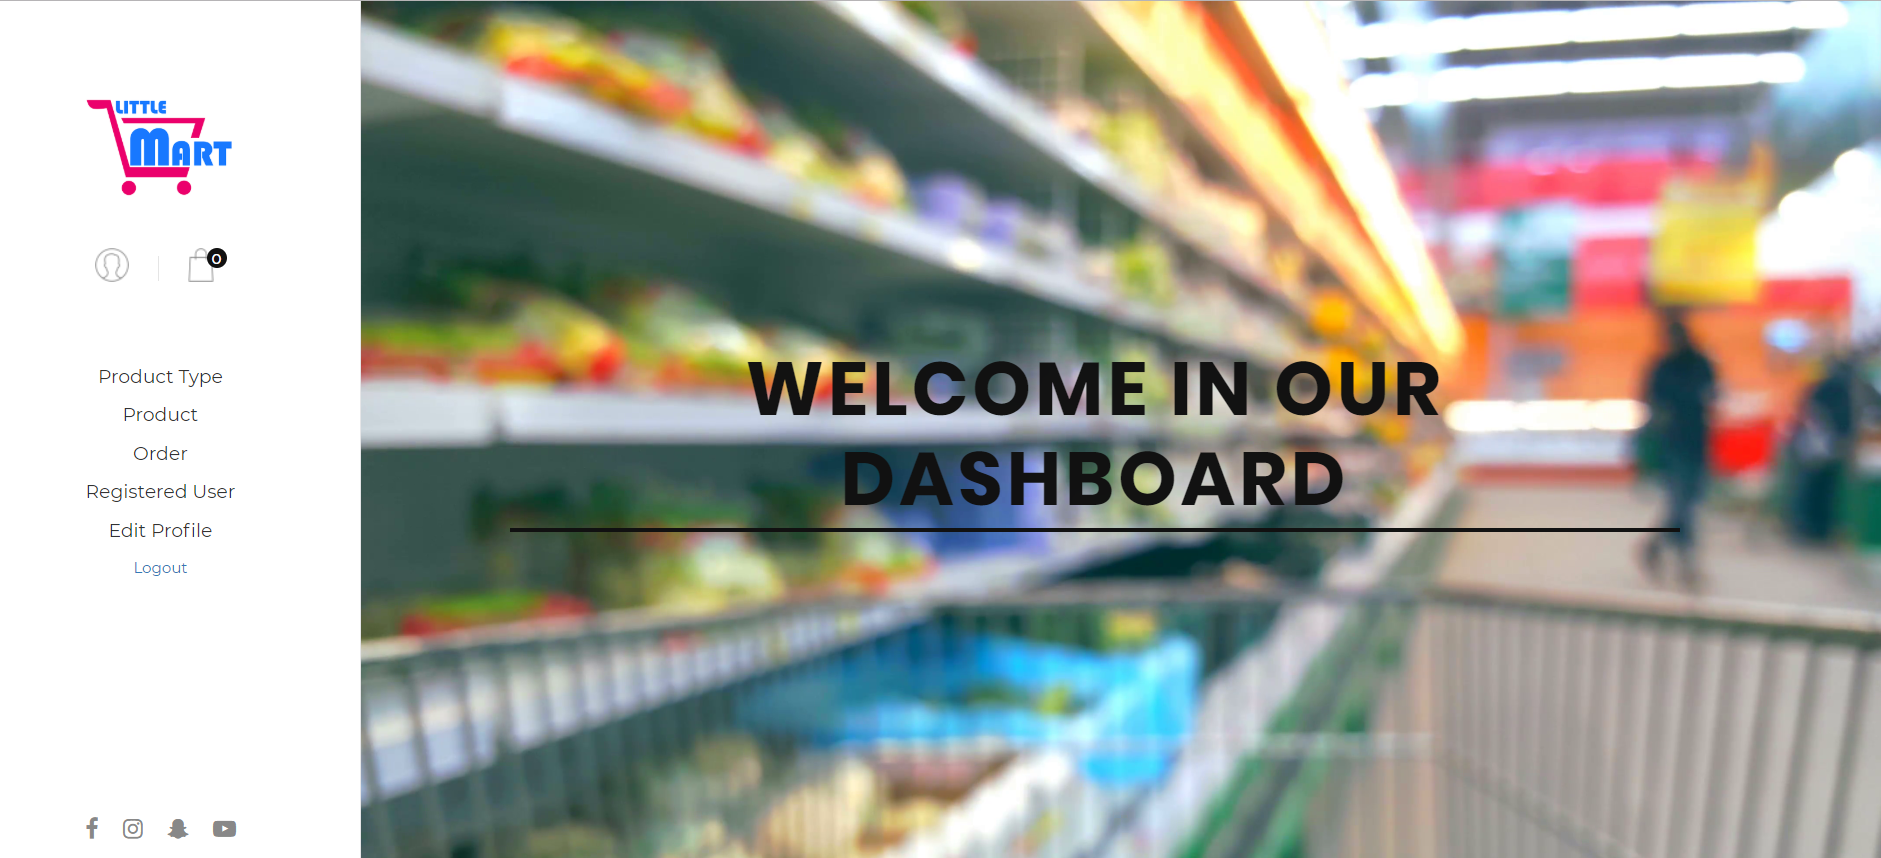 LITTLE
MART
0
Product Type
Product
Order
Registered User
Edit Profile
Logout
WELCOME IN OUR
DASHBOARD